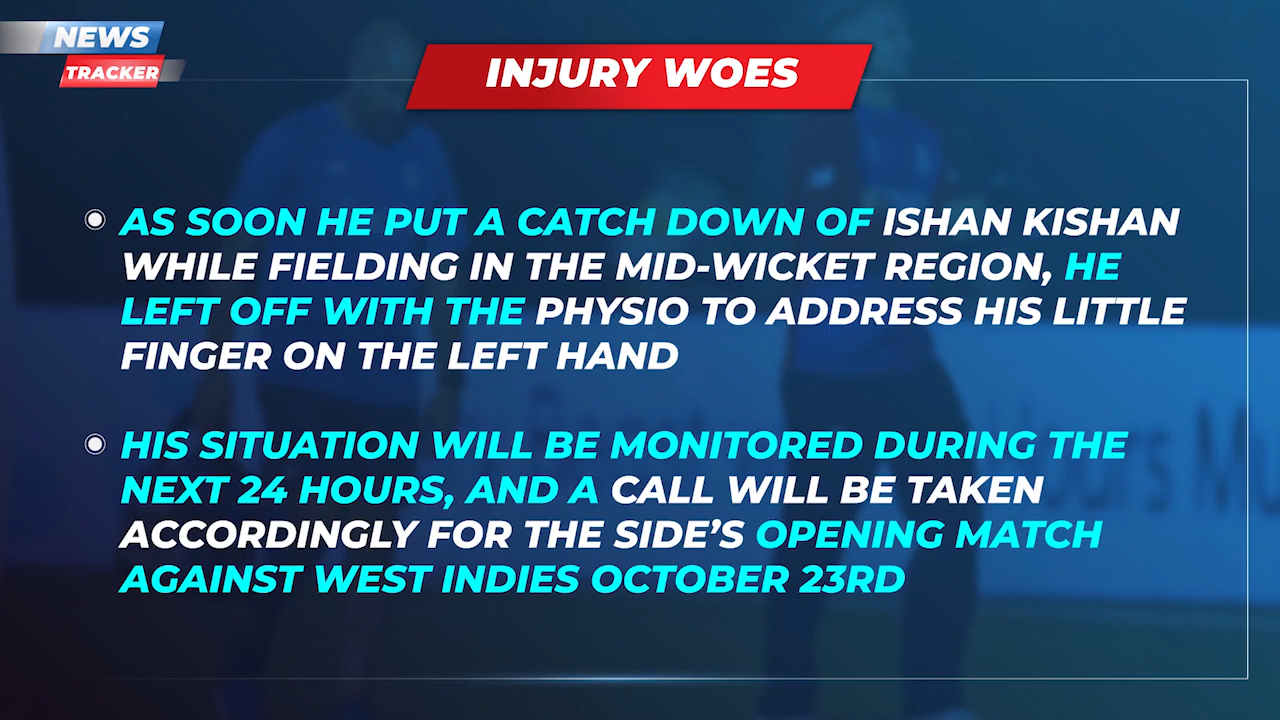 NEWS
TRACKER
INJURY WOES
AS SOON HE PUT A CATCH DOWN OF ISHAN KISHAN
WHILE FIELDING IN THE MID-WICKET REGION, HE
LEFT OFF WITH THE PHYSIO TO ADDRESS HIS LITTLE
FINGER ON THE LEFT HAND
HIS SITUATION WILL BE MONITORED DURING THE
NEXT 24 HOURS, AND A CALL WILL BE TAKEN
ACCORDINGLY FOR THE SIDE'S OPENING MATCH
AGAINST WEST INDIES OCTOBER 23RD